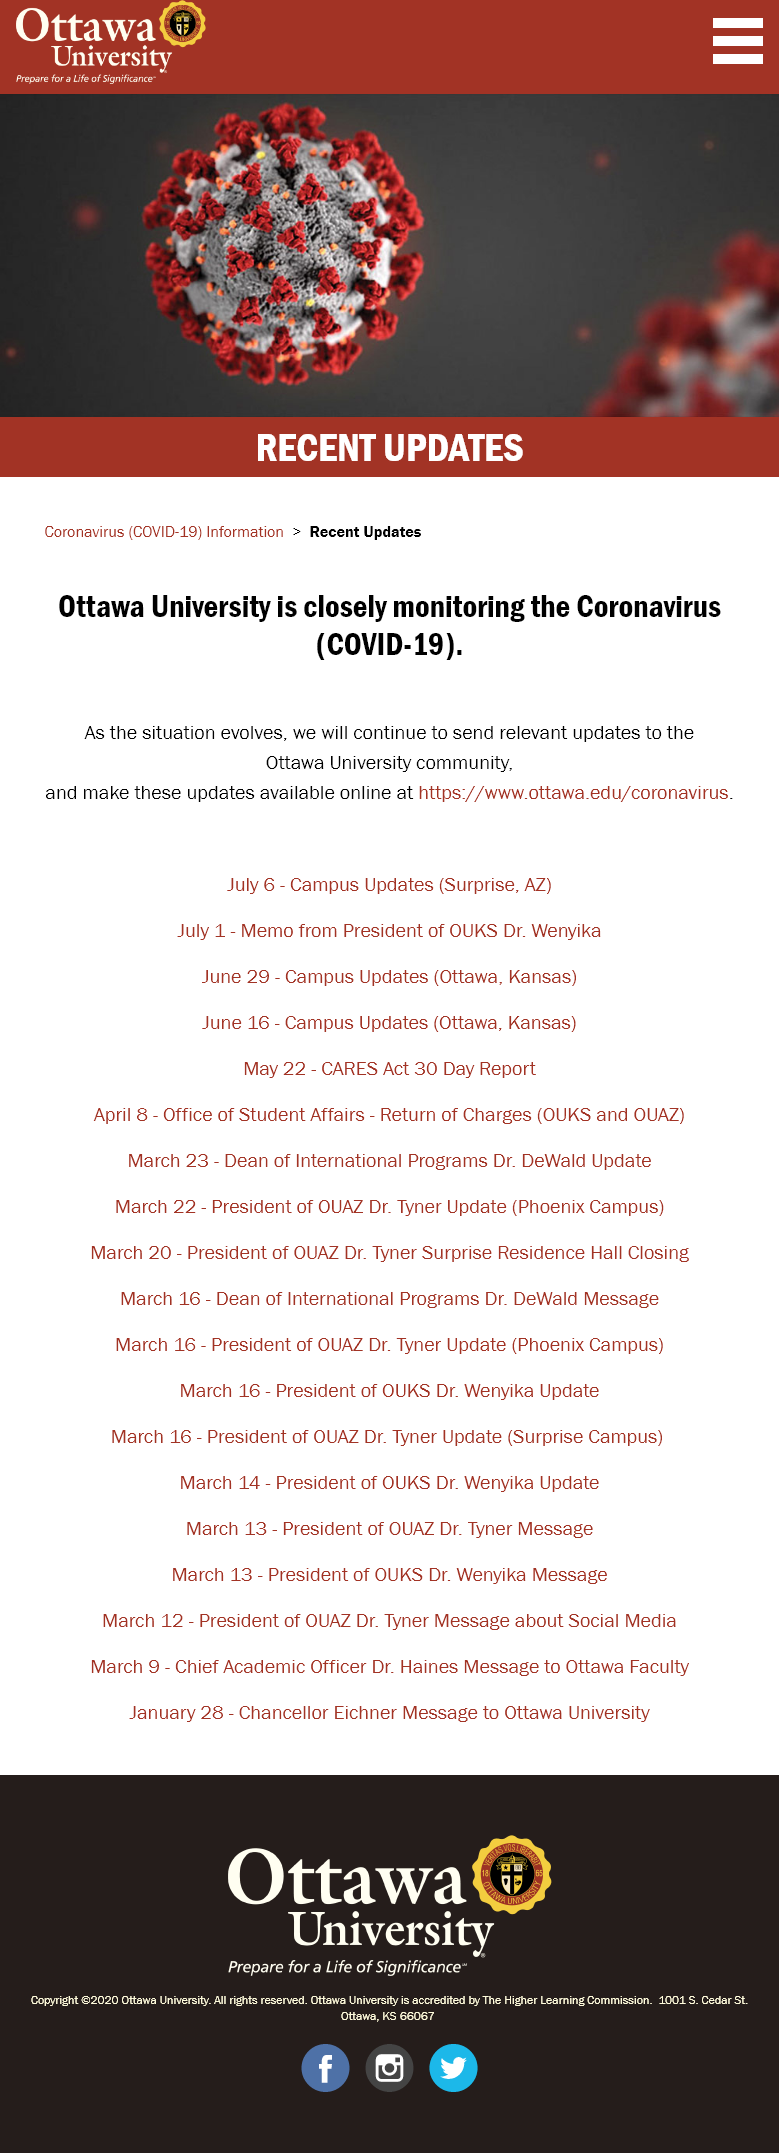 Ottawa
University
Prepare for a Life of Significance℠
RECENT UPDATES
Coronavirus (COVID-19) Information > Recent Updates
Ottawa University is closely monitoring the Coronavirus
(COVID-19).
As the situation evolves, we will continue to send relevant updates to the
Ottawa University community,
and make these updates available online at https://www.ottawa.edu/coronavirus.
July 6 - Campus Updates (Surprise, AZ)
July 1 - Memo from President of OUKS Dr. Wenyika
June 29 - Campus Updates (Ottawa, Kansas)
June 16 - Campus Updates (Ottawa, Kansas)
May 22 - CARES Act 30 Day Report
April 8 - Office of Student Affairs - Return of Charges (OUKS and OUAZ)
March 23 - Dean of International Programs Dr. DeWald Update
March 22 - President of OUAZ Dr. Tyner Update (Phoenix Campus)
March 20 - President of OUAZ Dr. Tyner Surprise Residence Hall Closing
March 16 - Dean of International Programs Dr. DeWald Message
March 16 - President of OUAZ Dr. Tyner Update (Phoenix Campus)
March 16 - President of OUKS Dr. Wenyika Update
March 16 - President of OUAZ Dr. Tyner Update (Surprise Campus)
March 14 - President of OUKS Dr. Wenyika Update
March 13 - President of OUAZ Dr. Tyner Message
March 13 - President of OUKS Dr. Wenyika Message
March 12 - President of OUAZ Dr. Tyner Message about Social Media
March 9 - Chief Academic Officer Dr. Haines Message to Ottawa Faculty
January 28 - Chancellor Eichner Message to Ottawa University
Ottawa
VERITAS VOS LIBERABIT
18 65
OTTAWA UNIVERSITY
University®
Prepare for a Life of Significance℠
Copyright ©2020 Ottawa University. All rights reserved. Ottawa University is accredited by The Higher Learning Commission. 1001 S. Cedar St.
Ottawa, KS 66067